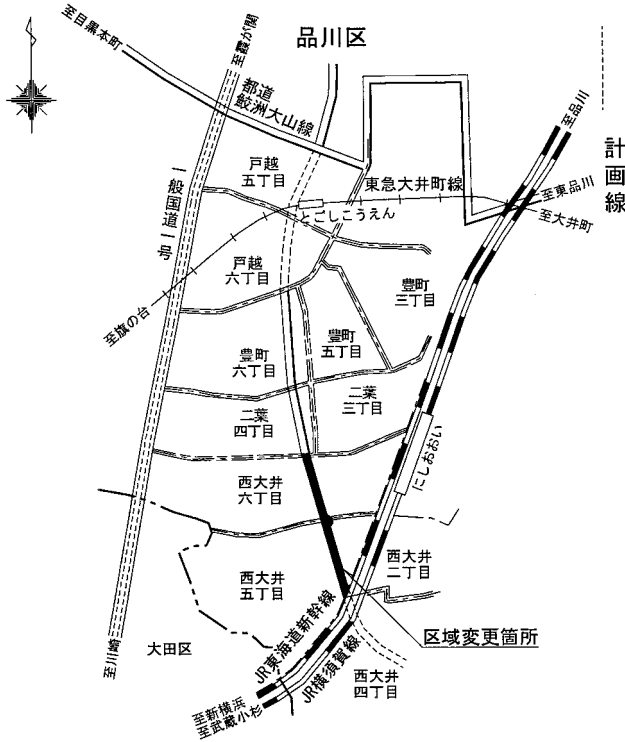 品川区
至目黒本町
至霞が関
都道
鮫洲大山線
至品川
計画線
戸越
五丁目
東急大井町線
至東品川
至大井町
一般国道一号
とごしこうえん
戸越
六丁目
豊町
三丁目
至旗の台
豊町
五丁目
豊町
六丁目
二葉
三丁目
二葉
四丁目
にしおおい
西大井
六丁目
西大井
二丁目
西大井
五丁目
大田区
区域変更箇所
JR東海道新幹線
JR横須賀線
西大井
四丁目
至川崎
至新横浜
至武蔵小杉